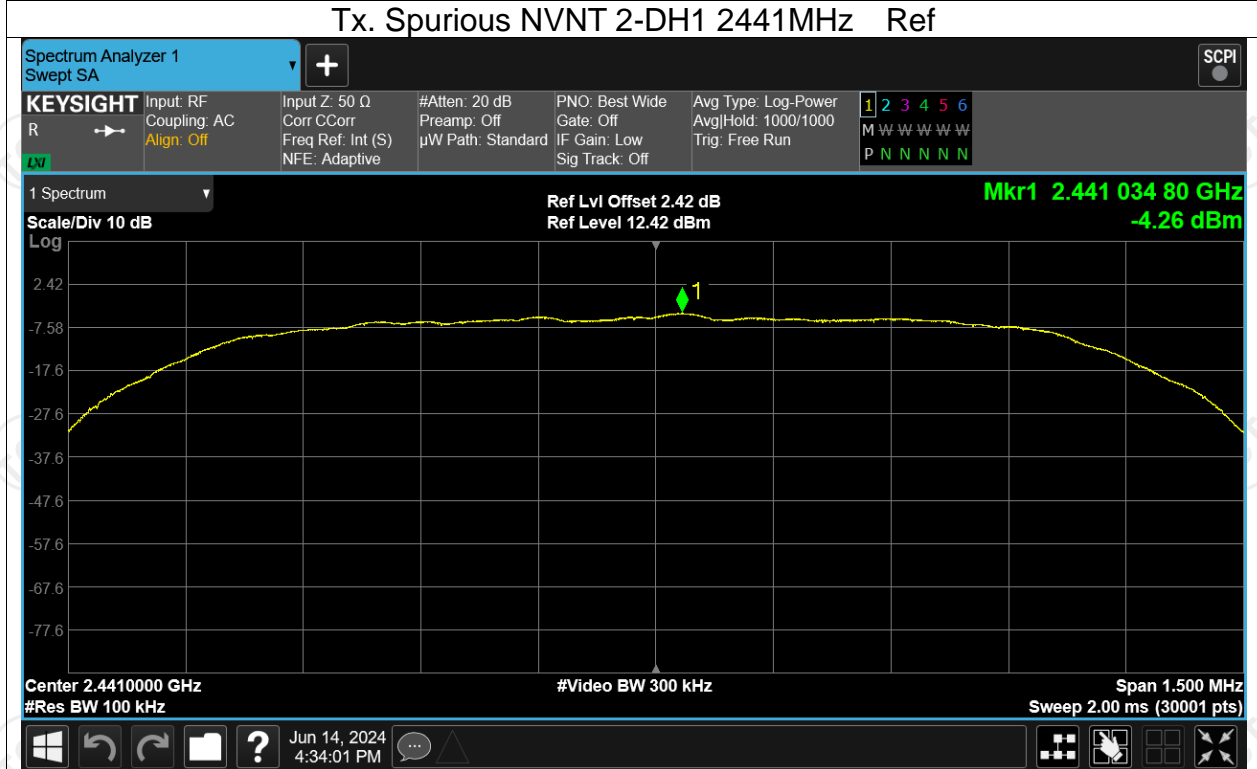 Tx. Spurious NVNT 2-DH1 2441MHz Ref
Spectrum Analyzer 1
Swept SA
SCPI
KEYSIGHT
R
LXI
Input: RF
Coupling: AC
Align: Off
Input Z: 50 Ω
Corr CCorr
Freq Ref: Int (S)
NFE: Adaptive
#Atten: 20 dB
Preamp: Off
µW Path: Standard
PNO: Best Wide
Gate: Off
IF Gain: Low
Sig Track: Off
Avg Type: Log-Power
Avg|Hold: 1000/1000
Trig: Free Run
1 2 3 4 5 6
M W W W W W
P N N N N N
1 Spectrum
Scale/Div 10 dB
Log
Ref Lvl Offset 2.42 dB
Ref Level 12.42 dBm
Mkr1 2.441 034 80 GHz
-4.26 dBm
1
2.42
-7.58
-17.6
-27.6
-37.6
-47.6
-57.6
-67.6
-77.6
Center 2.4410000 GHz
#Res BW 100 kHz
#Video BW 300 kHz
Span 1.500 MHz
Sweep 2.00 ms (30001 pts)
Jun 14, 2024
4:34:01 PM